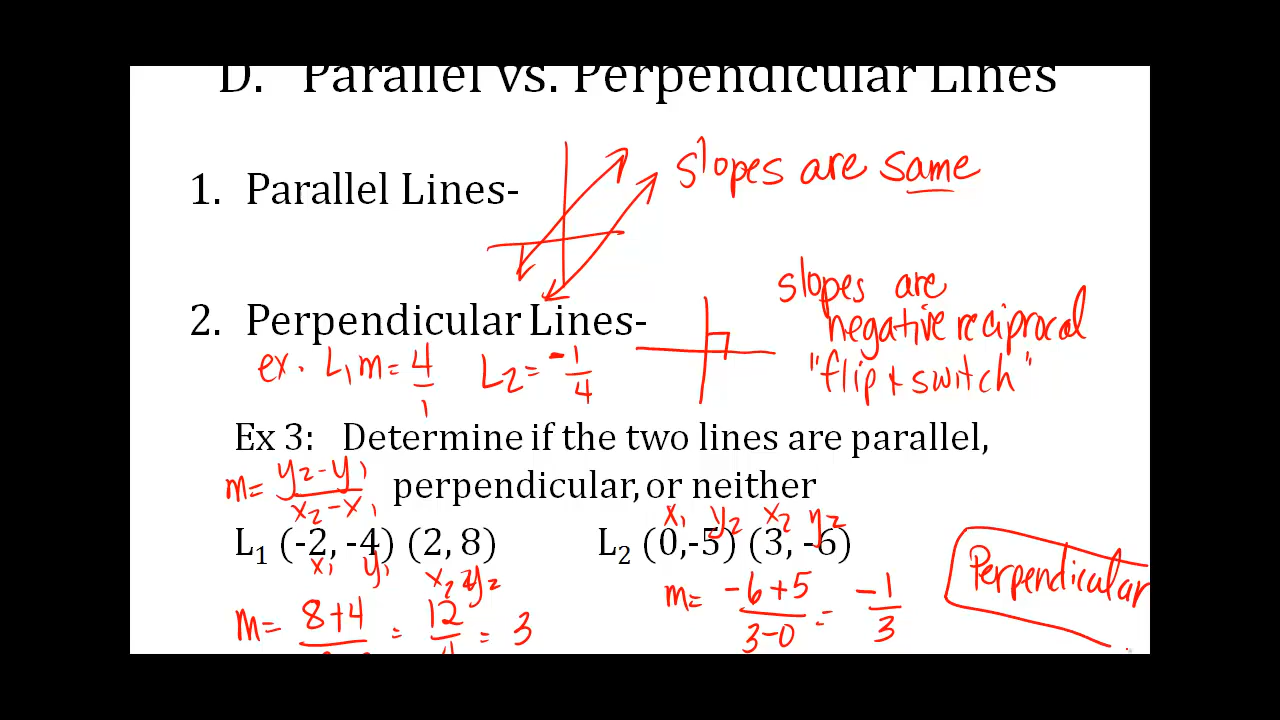 D. Parallel vs. Perpendicular Lines
1. Parallel Lines- slopes are same
2. Perpendicular Lines- slopes are
negative reciprocal
"flip + switch"
ex. L₁ m = 4/1 L₂ = -1/4
Ex 3: Determine if the two lines are parallel,
m = y₂-y₁/x₂-x₁ perpendicular, or neither
x₁ y₂ x₂ y₂
L₁ (-2, -4) (2, 8) L₂ (0,-5) (3, -6)
x₁ y₁ x₂ y₂
m = 8+4/ = 12/4 = 3 m = -6+5/3-0 = -1/3 Perpendicular